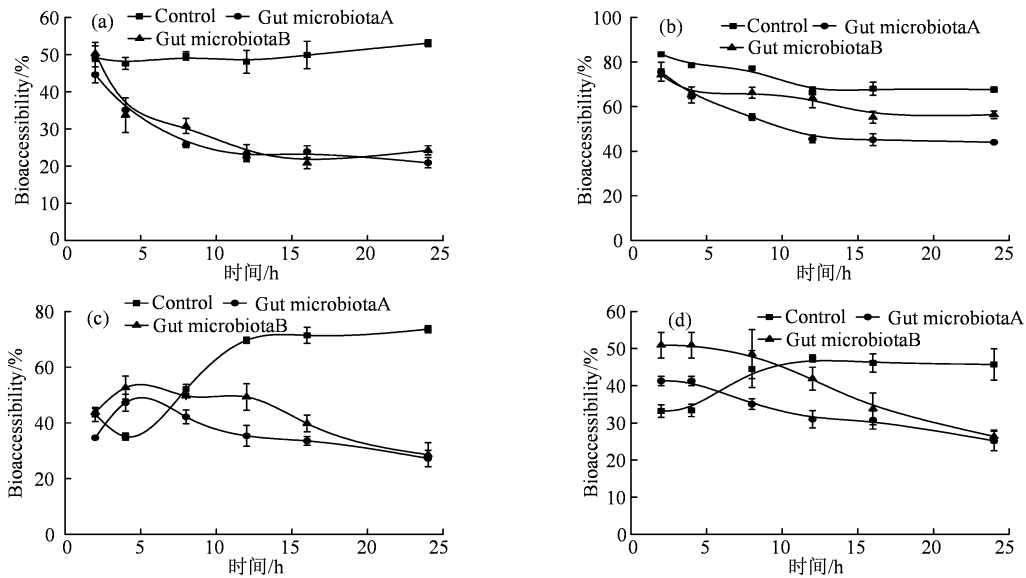 (a)
Control
Gut microbiotaA
Gut microbiotaB
60
50
40
30
20
10
0
Bioaccessibility/%
0 5 10 15 20 25
时间/h
(b)
Control
Gut microbiotaA
Gut microbiotaB
100
80
60
40
20
0
Bioaccessibility/%
0 5 10 15 20 25
时间/h
(c)
Control
Gut microbiotaA
Gut microbiotaB
80
60
40
20
0
Bioaccessibility/%
0 5 10 15 20 25
时间/h
(d)
Control
Gut microbiotaA
Gut microbiotaB
60
50
40
30
20
10
0
Bioaccessibility/%
0 5 10 15 20 25
时间/h